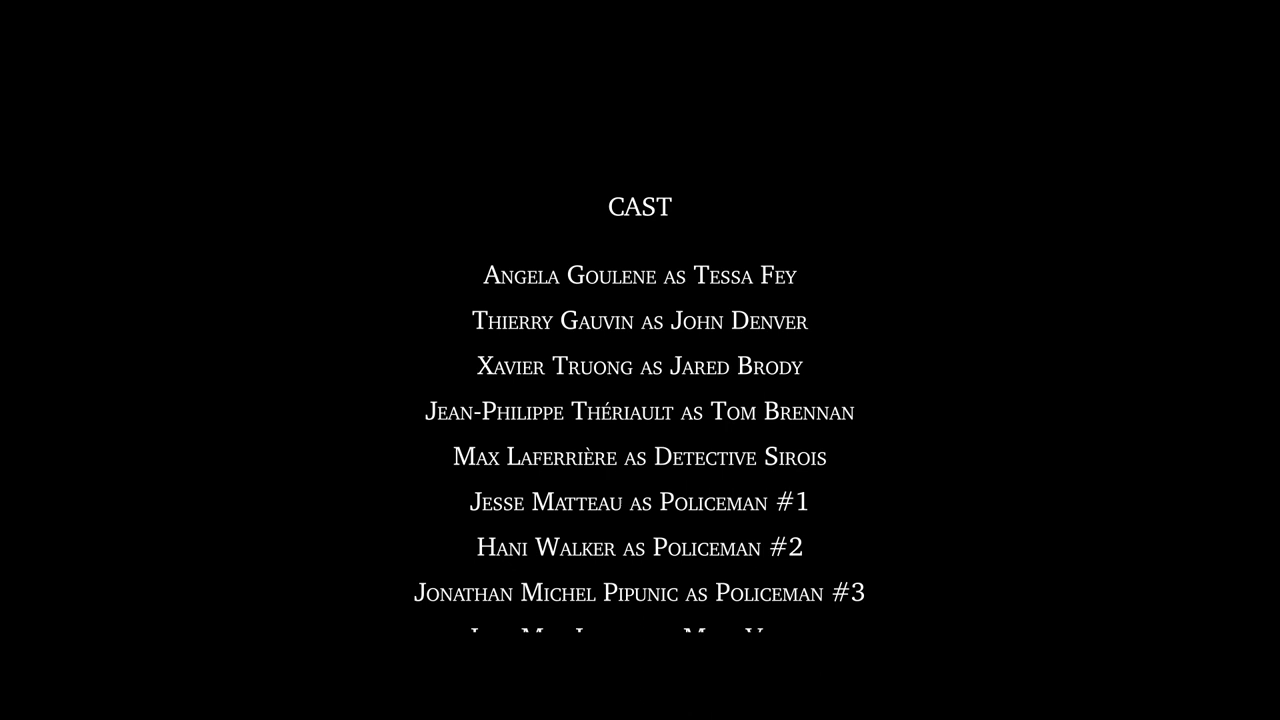 CAST
Angela Goulene as Tessa Fey
Thierry Gauvin as John Denver
Xavier Truong as Jared Brody
Jean-Philippe Thériault as Tom Brennan
Max Laferrière as Detective Sirois
Jesse Matteau as Policeman #1
Hani Walker as Policeman #2
Jonathan Michel Pipunic as Policeman #3